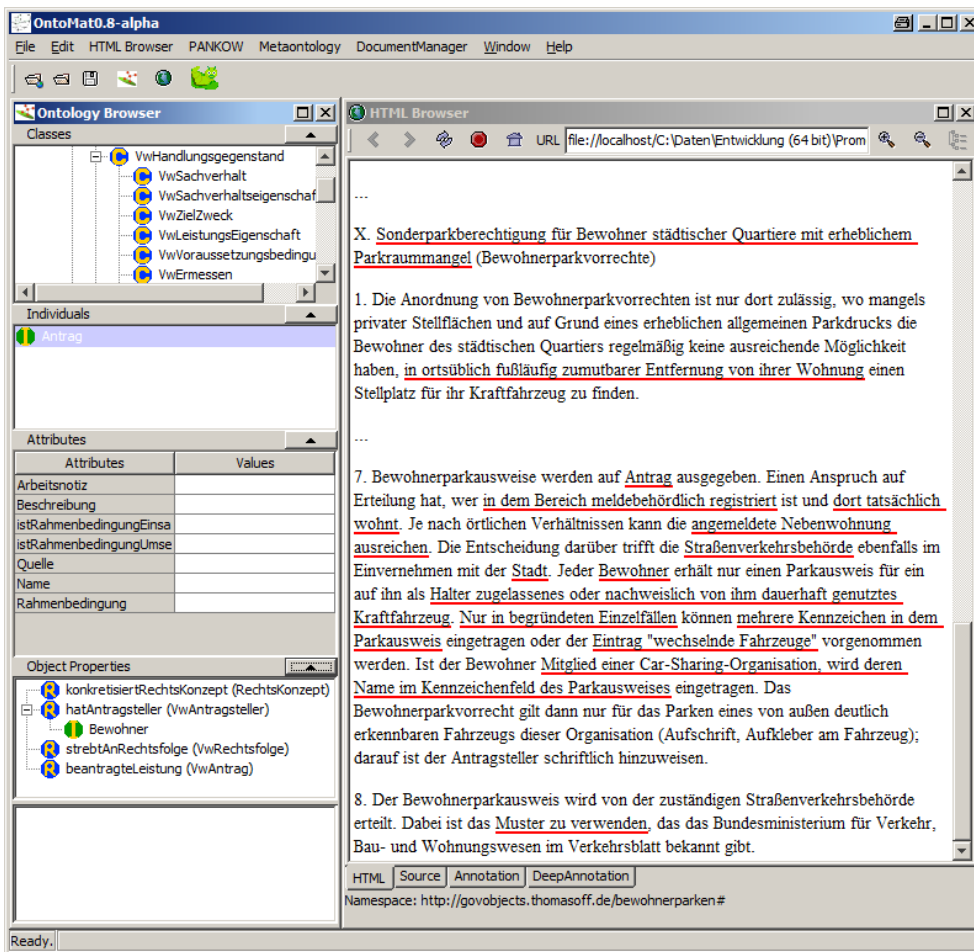 OntoMat0.8-alpha
File Edit HTML Browser PANKOW Metaontology DocumentManager Window Help
Ontology Browser
Classes
VwHandlungsgegenstand
VwSachverhalt
VwSachverhaltseigenschaf
VwZielZweck
VwLeistungsEigenschaft
VwVoraussetzungsbedingu
VwErmessen
Individuals
Antrag
Attributes
Attributes Values
Arbeitsnotiz
Beschreibung
istRahmenbedingungEinsa
istRahmenbedingungUmse
Quelle
Name
Rahmenbedingung
Object Properties
konkretisiertRechtsKonzept (RechtsKonzept)
hatAntragsteller (VwAntragsteller)
Bewohner
strebtAnRechtsfolge (VwRechtsfolge)
beantragteLeistung (VwAntrag)
HTML Browser
URL file://localhost/C:\Daten\Entwicklung (64 bit)\Prom
...
X. Sonderparkberechtigung für Bewohner städtischer Quartiere mit erheblichem
Parkraummangel (Bewohnerparkvorrechte)
1. Die Anordnung von Bewohnerparkvorrechten ist nur dort zulässig, wo mangels
privater Stellflächen und auf Grund eines erheblichen allgemeinen Parkdrucks die
Bewohner des städtischen Quartiers regelmäßig keine ausreichende Möglichkeit
haben, in ortsüblich fußläufig zumutbarer Entfernung von ihrer Wohnung einen
Stellplatz für ihr Kraftfahrzeug zu finden.
...
7. Bewohnerparkausweise werden auf Antrag ausgegeben. Einen Anspruch auf
Erteilung hat, wer in dem Bereich meldebehördlich registriert ist und dort tatsächlich
wohnt. Je nach örtlichen Verhältnissen kann die angemeldete Nebenwohnung
ausreichen. Die Entscheidung darüber trifft die Straßenverkehrsbehörde ebenfalls im
Einvernehmen mit der Stadt. Jeder Bewohner erhält nur einen Parkausweis für ein
auf ihn als Halter zugelassenes oder nachweislich von ihm dauerhaft genutztes
Kraftfahrzeug. Nur in begründeten Einzelfällen können mehrere Kennzeichen in dem
Parkausweis eingetragen oder der Eintrag "wechselnde Fahrzeuge" vorgenommen
werden. Ist der Bewohner Mitglied einer Car-Sharing-Organisation, wird deren
Name im Kennzeichenfeld des Parkausweises eingetragen. Das
Bewohnerparkvorrecht gilt dann nur für das Parken eines von außen deutlich
erkennbaren Fahrzeugs dieser Organisation (Aufschrift, Aufkleber am Fahrzeug);
darauf ist der Antragsteller schriftlich hinzuweisen.
8. Der Bewohnerparkausweis wird von der zuständigen Straßenverkehrsbehörde
erteilt. Dabei ist das Muster zu verwenden, das das Bundesministerium für Verkehr,
Bau- und Wohnungswesen im Verkehrsblatt bekannt gibt.
HTML Source Annotation DeepAnnotation
Namespace: http://govobjects.thomasoff.de/bewohnerparken#
Ready.